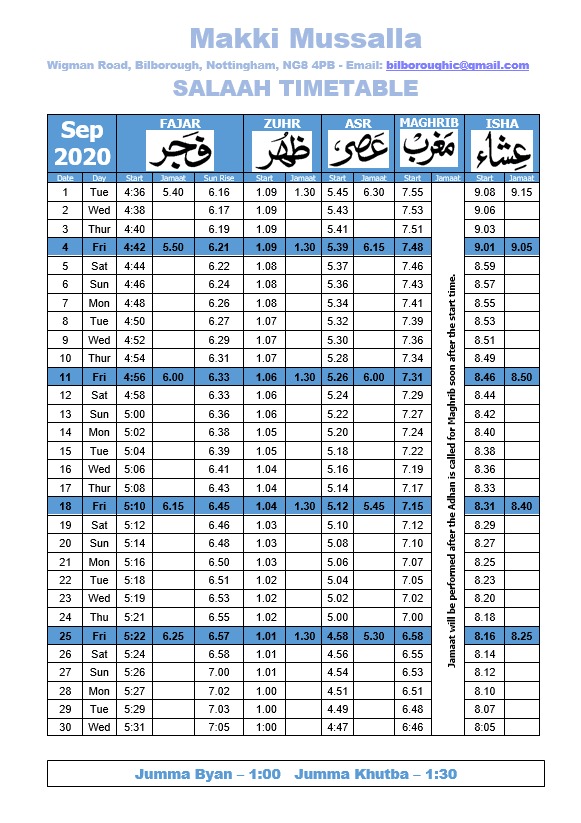 Makki Mussalla
Wigman Road, Bilborough, Nottingham, NG8 4PB - Email: bilboroughic@gmail.com
SALAAH TIMETABLE
Sep 2020 FAJAR ZUHR ASR MAGHRIB ISHA
فَجَر ظُهُر عَصَر مَغرَب عِشَاء
Date Day Start Jamaat Sun Rise Start Jamaat Start Jamaat Start Jamaat Start Jamaat
1 Tue 4:36 5.40 6.16 1.09 1.30 5.45 6.30 7.55 9.08 9.15
2 Wed 4:38 6.17 1.09 5.43 7.53 9.06
3 Thur 4:40 6.19 1.09 5.41 7.51 9.03
4 Fri 4:42 5.50 6.21 1.09 1.30 5.39 6.15 7.48 9.01 9.05
5 Sat 4:44 6.22 1.08 5.37 7.46 8.59
6 Sun 4:46 6.24 1.08 5.36 7.43 8.57
7 Mon 4:48 6.26 1.08 5.34 7.41 8.55
8 Tue 4:50 6.27 1.07 5.32 7.39 8.53
9 Wed 4:52 6.29 1.07 5.30 7.36 8.51
10 Thur 4:54 6.31 1.07 5.28 7.34 8.49
11 Fri 4:56 6.00 6.33 1.06 1.30 5.26 6.00 7.31 8.46 8.50
12 Sat 4:58 6.33 1.06 5.24 7.29 8.44
13 Sun 5:00 6.36 1.06 5.22 7.27 8.42
14 Mon 5:02 6.38 1.05 5.20 7.24 8.40
15 Tue 5:04 6.39 1.05 5.18 7.22 8.38
16 Wed 5:06 6.41 1.04 5.16 7.19 8.36
17 Thur 5:08 6.43 1.04 5.14 7.17 8.33
18 Fri 5:10 6.15 6.45 1.04 1.30 5.12 5.45 7.15 8.31 8.40
19 Sat 5:12 6.46 1.03 5.10 7.12 8.29
20 Sun 5:14 6.48 1.03 5.08 7.10 8.27
21 Mon 5:16 6.50 1.03 5.06 7.07 8.25
22 Tue 5:18 6.51 1.02 5.04 7.05 8.23
23 Wed 5:19 6.53 1.02 5.02 7.02 8.20
24 Thu 5:21 6.55 1.02 5.00 7.00 8.18
25 Fri 5:22 6.25 6.57 1.01 1.30 4.58 5.30 6.58 8.16 8.25
26 Sat 5:24 6.58 1.01 4.56 6.55 8.14
27 Sun 5:26 7.00 1.01 4.54 6.53 8.12
28 Mon 5:27 7.02 1.00 4.51 6.51 8.10
29 Tue 5:29 7.03 1.00 4.49 6.48 8.07
30 Wed 5:31 7:05 1:00 4:47 6:46 8:05
Jamaat will be performed after the Adhan is called for Maghrib soon after the start time.
Jumma Byan – 1:00 Jumma Khutba – 1:30